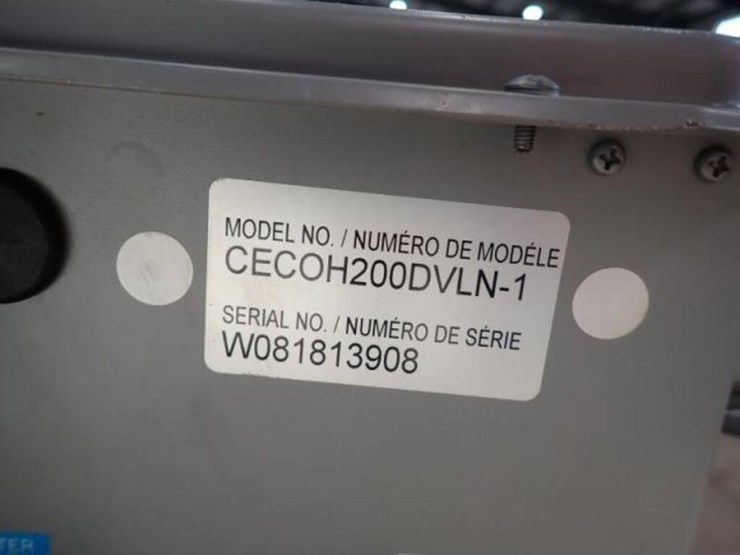 MODEL NO. / NUMÉRO DE MODÉLE
CECOH200DVLN-1
SERIAL NO. / NUMÉRO DE SÉRIE
W081813908